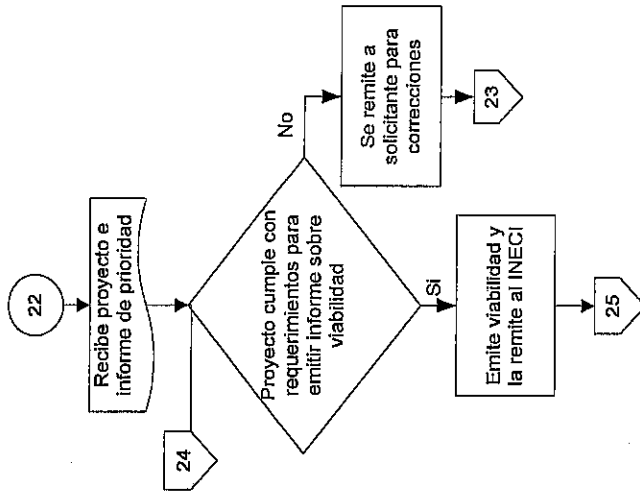 22
Recibe proyecto e
informe de prioridad
24
Proyecto cumple con
requerimientos para
emitir informe sobre
viabilidad
No
Se remite a
solicitante para
correcciones
23
Si
Emite viabilidad y
la remite al INECI
25